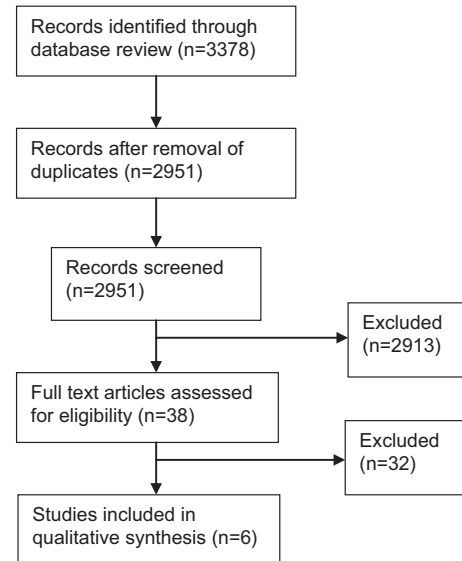 Records identified through
database review (n=3378)
Records after removal of
duplicates (n=2951)
Records screened
(n=2951)
Excluded
(n=2913)
Full text articles assessed
for eligibility (n=38)
Excluded
(n=32)
Studies included in
qualitative synthesis (n=6)